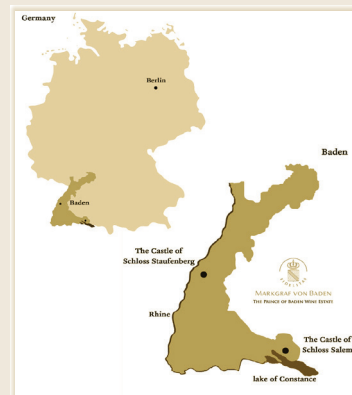 Germany
Berlin
Baden
Baden
The Castle of
Schloss Staufenberg
MARKGRAF VON BADEN
THE PRINCE OF BADEN WINE ESTATE
Rhine
The Castle of
Schloss Salem
lake of Constance